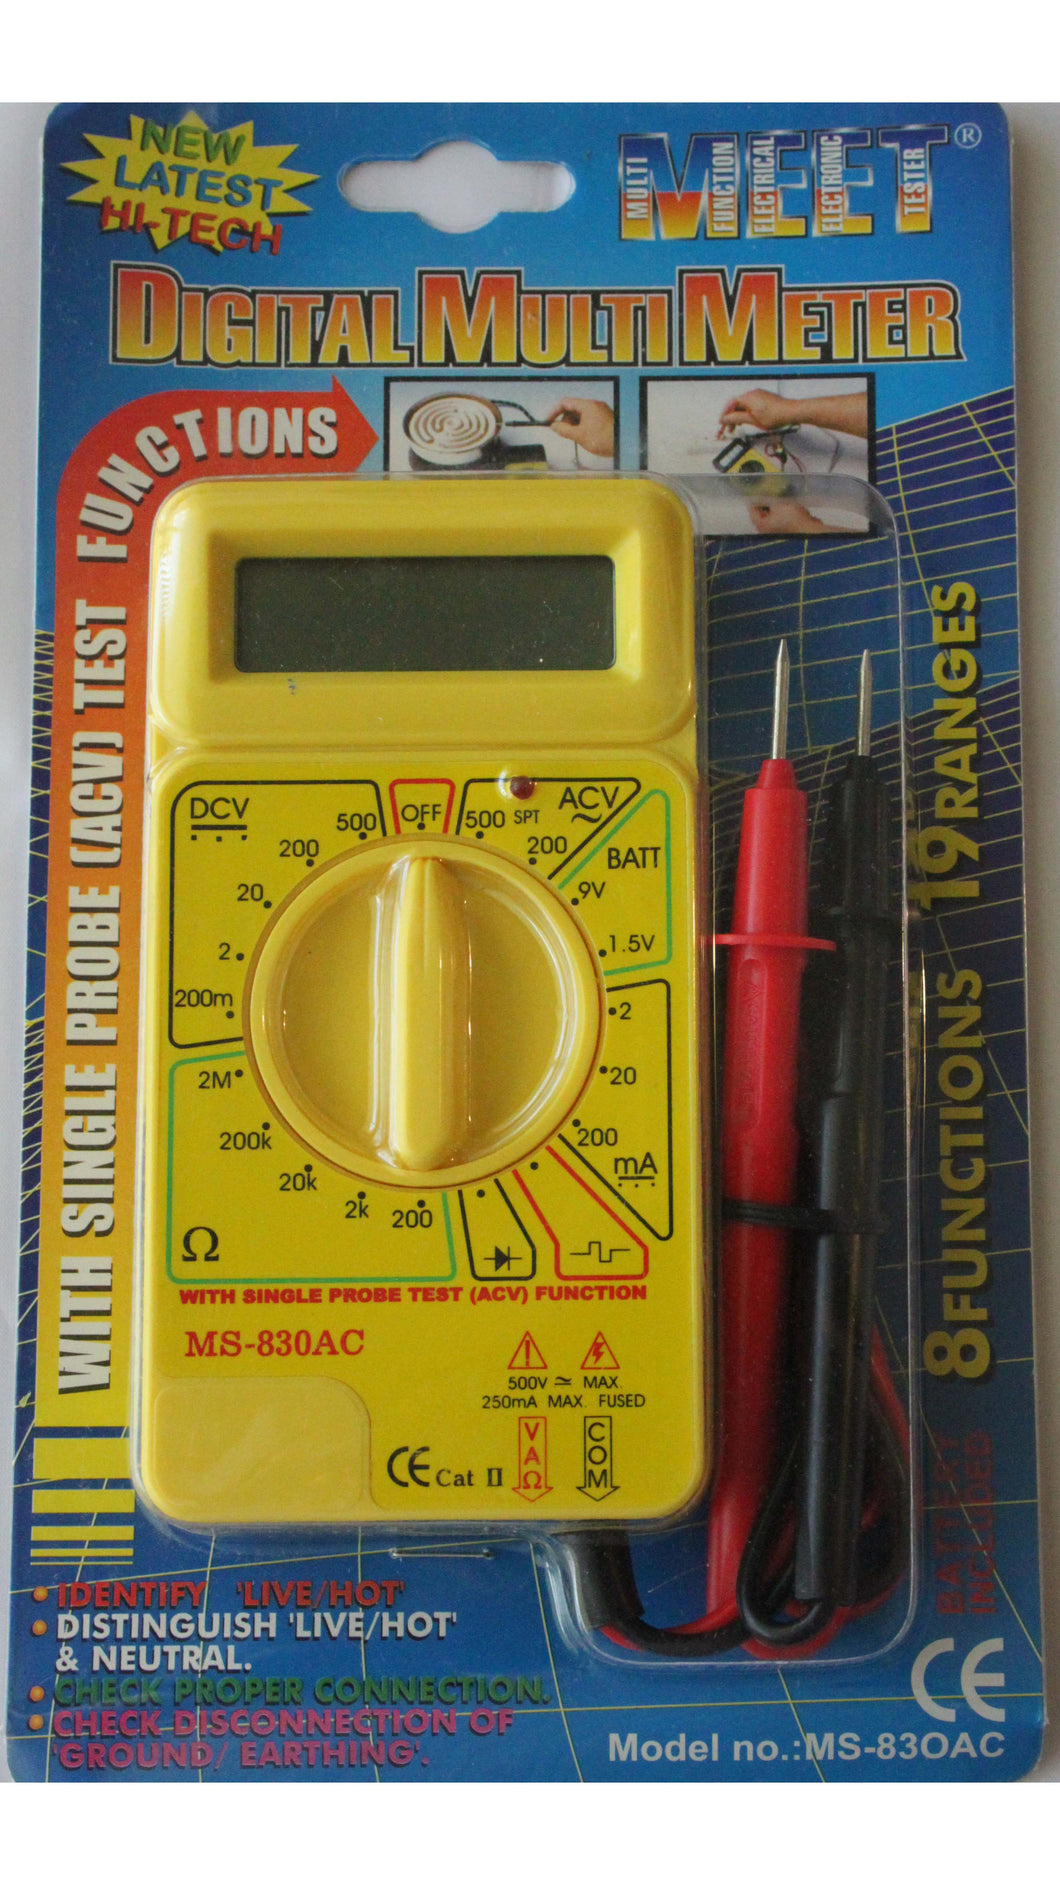 NEW
LATEST
HI-TECH
MEET®
MULTI
FUNCTION
ELECTRICAL
ELECTRONIC
TESTER
DIGITAL MULTI METER
WITH SINGLE PROBE (ACV) TEST FUNCTIONS
DCV
500
200
20
2
200m
OFF
500 SPT
ACV
200
BATT
9V
1.5V
2
20
200
mA
2M
200k
20k
2k
200
Ω
WITH SINGLE PROBE TEST (ACV) FUNCTION
MS-830AC
500V ≃ MAX.
250mA MAX. FUSED
VAΩ
COM
CE Cat II
8FUNCTIONS 19RANGES
BATTERY
INCLUDED
• IDENTIFY 'LIVE/HOT'
• DISTINGUISH 'LIVE/HOT'
& NEUTRAL.
• CHECK PROPER CONNECTION.
• CHECK DISCONNECTION OF
'GROUND/ EARTHING'.
CE
Model no.:MS-83OAC